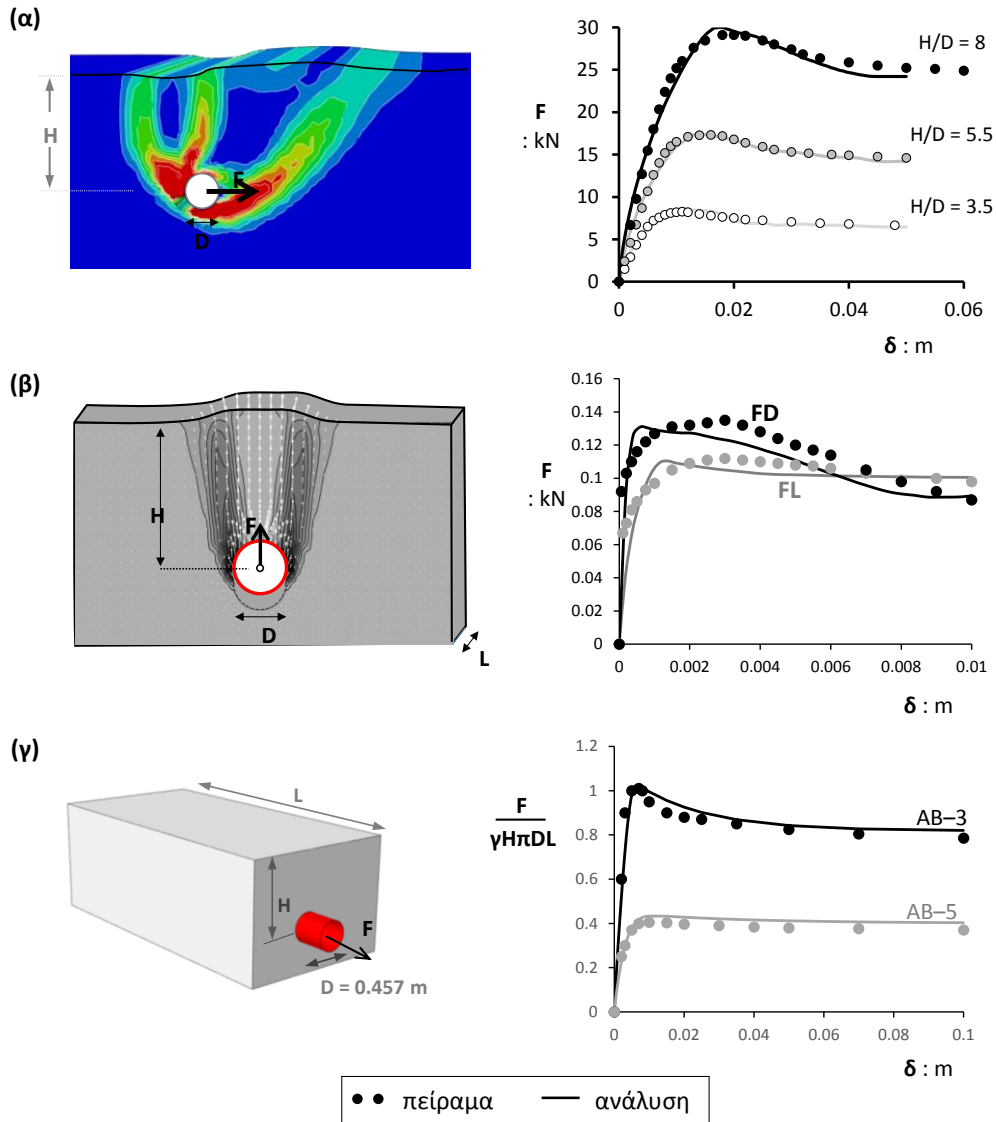 (α)
H
F
D
30
25
20
15
10
5
0
F
: kN
H/D = 8
H/D = 5.5
H/D = 3.5
0
0.02
0.04
0.06
δ : m
(β)
H
F
D
L
0.16
0.14
0.12
0.1
0.08
0.06
0.04
0.02
0
F
: kN
FD
FL
0
0.002
0.004
0.006
0.008
0.01
δ : m
(γ)
L
H
F
D = 0.457 m
F
γHπDL
1.2
1
0.8
0.6
0.4
0.2
0
AB–3
AB–5
0
0.02
0.04
0.06
0.08
0.1
δ : m
πείραμα
ανάλυση